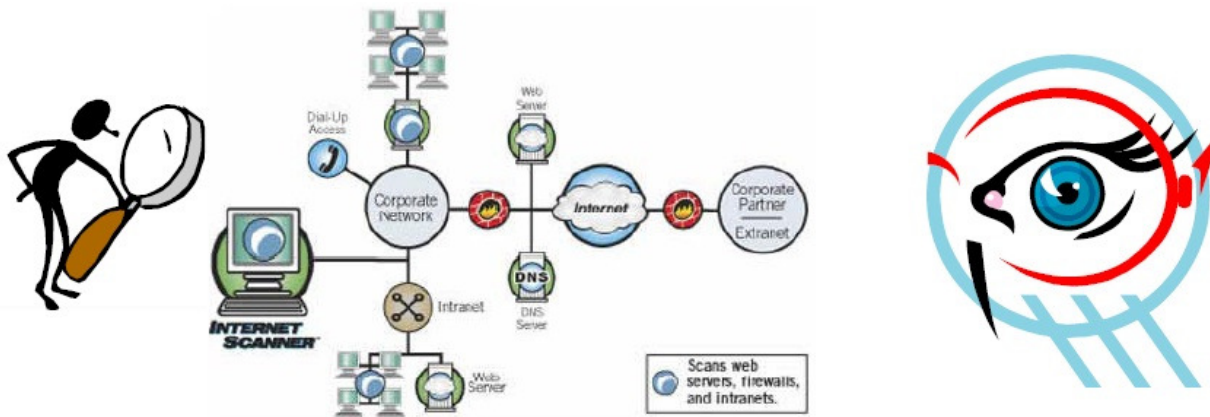 Web
Server
Dial-Up
Access
Corporate
Network
Internet
Corporate
Partner
Extranet
DNS
DNS
Server
Intranet
INTERNET
SCANNER™
Web
Server
Scans web
servers, firewalls,
and intranets.